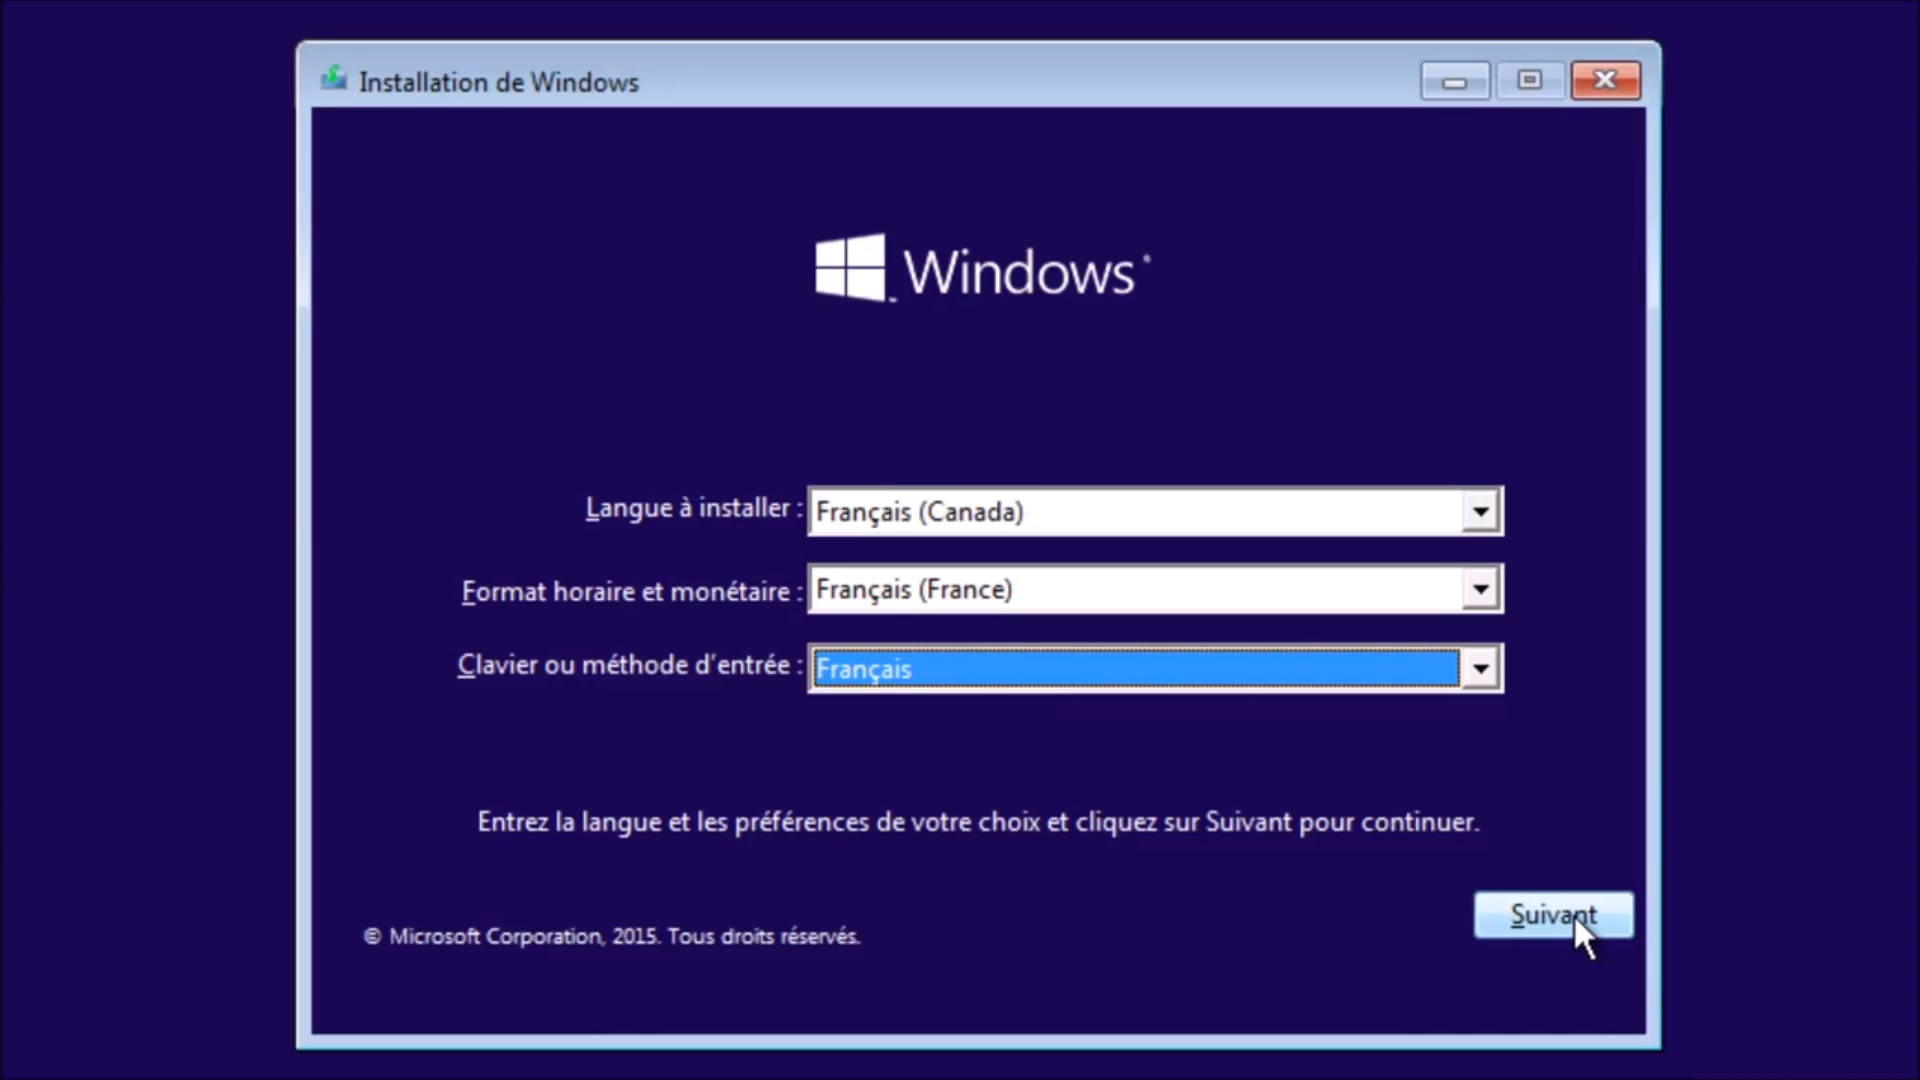 Installation de Windows
Windows
Langue à installer : Français (Canada)
Format horaire et monétaire : Français (France)
Clavier ou méthode d'entrée : Français
Entrez la langue et les préférences de votre choix et cliquez sur Suivant pour continuer.
Suivant
© Microsoft Corporation, 2015. Tous droits réservés.